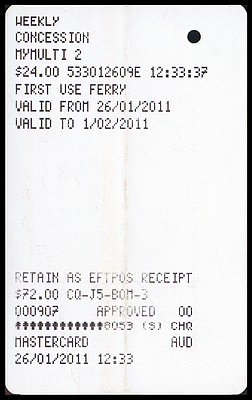 WEEKLY
CONCESSION
MYMULTI 2
$24.00 533012609E 12:33:37
FIRST USE FERRY
VALID FROM 26/01/2011
VALID TO 1/02/2011
RETAIN AS EFTPOS RECEIPT
$72.00 CQ-J5-BOM-3
000907 APPROVED 00
************8053 (S) CHQ
MASTERCARD AUD
26/01/2011 12:33